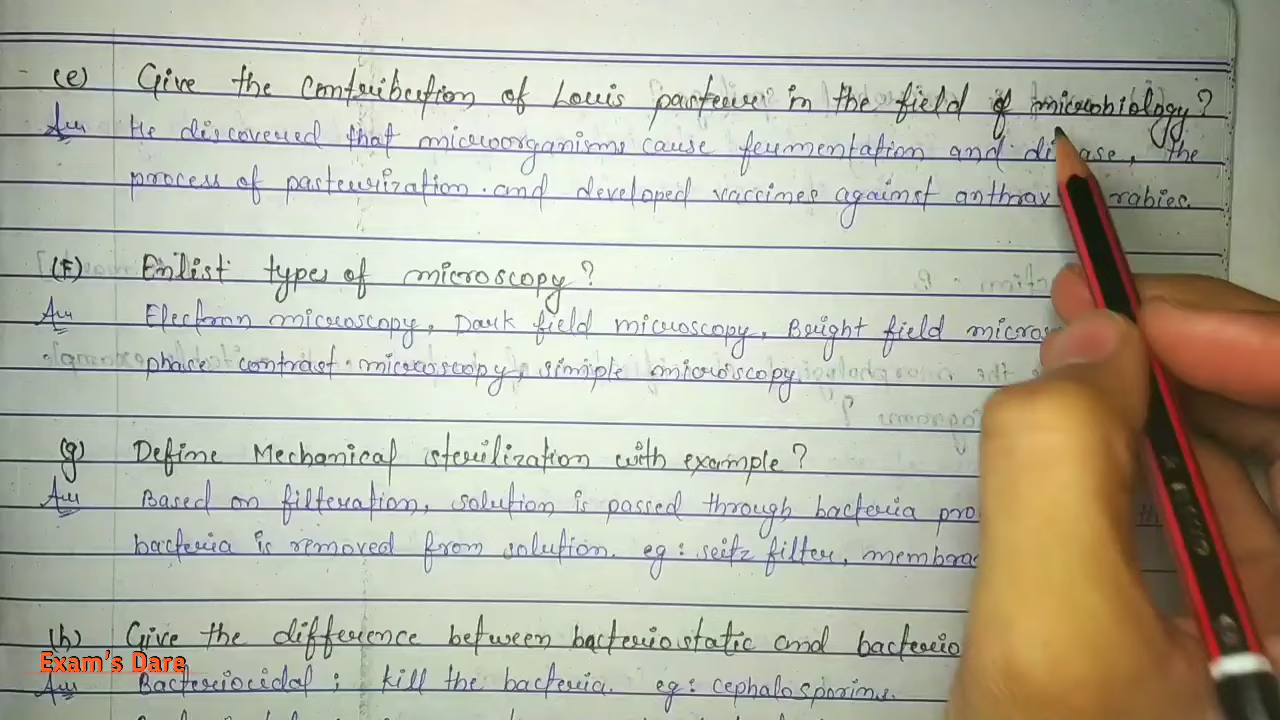 (e) Give the contribution of Louis pasteur in the field of microbiology?
Ans He discovered that microorganisms cause fermentation and disease, the
process of pasteurization and developed vaccines against anthrax rabies.
(F) Enlist types of microscopy?
Ans Electron microscopy, Dark field microscopy, Bright field micros
phase contrast microscopy, simple microscopy.
(g) Define Mechanical sterilization with example?
Ans Based on filteration, solution is passed through bacteria pro
bacteria is removed from solution. eg: seitz filter, membra
(h) Give the difference between bacteriostatic and bacterio
Exam's Dare
Ans Bacteriocidal: kill the bacteria. eg: cephalosporins.